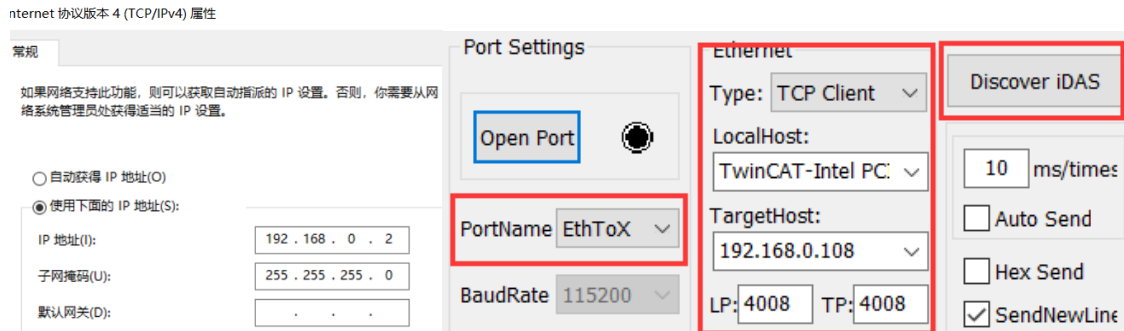 nternet 协议版本 4 (TCP/IPv4) 属性
常规
如果网络支持此功能，则可以获取自动指派的 IP 设置。否则，你需要从网
络系统管理员处获得适当的 IP 设置。
自动获得 IP 地址(O)
使用下面的 IP 地址(S):
IP 地址(I):
192 . 168 . 0 . 2
子网掩码(U):
255 . 255 . 255 . 0
默认网关(D):
. . .
Port Settings
Open Port
PortName EthToX
BaudRate 115200
Ethernet
Type: TCP Client
LocalHost:
TwinCAT-Intel PC
TargetHost:
192.168.0.108
LP: 4008 TP: 4008
Discover iDAS
10 ms/times
Auto Send
Hex Send
SendNewLine